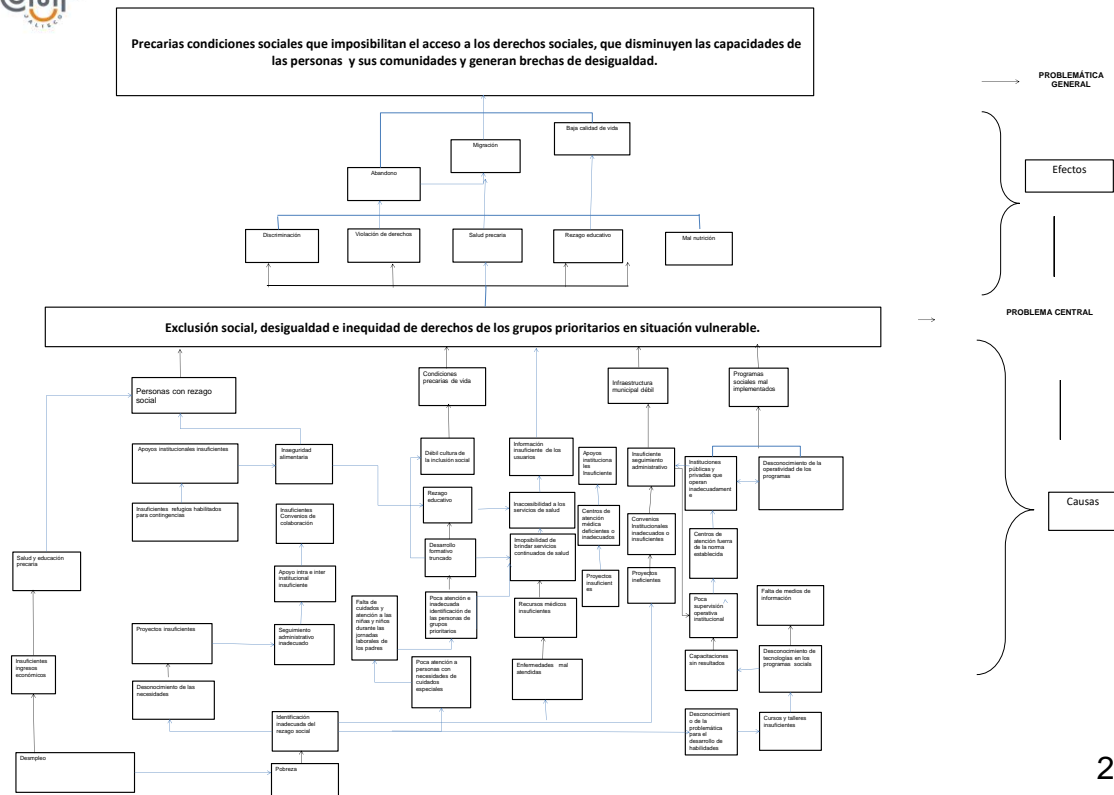 JALISCO
Precarias condiciones sociales que imposibilitan el acceso a los derechos sociales, que disminuyen las capacidades de
las personas y sus comunidades y generan brechas de desigualdad.
PROBLEMÁTICA
GENERAL
Baja calidad de vida
Migración
Abandono
Efectos
Discriminación
Violación de derechos
Salud precaria
Rezago educativo
Mal nutrición
PROBLEMA CENTRAL
Exclusión social, desigualdad e inequidad de derechos de los grupos prioritarios en situación vulnerable.
Personas con rezago
social
Condiciones
precarias de vida
Infraestructura
municipal débil
Programas
sociales mal
implementados
Apoyos institucionales insuficientes
Inseguridad
alimentaria
Débil cultura de
la inclusión social
Información
insuficiente de los
usuarios
Apoyos
instituciona
les
Insuficiente
Insuficiente
seguimiento
administrativo
Instituciones
públicas y
privadas que
operan
inadecuadament
e
Desconocimiento de la
operatividad de los
programas
Insuficientes refugios habilitados
para contingencias
Insuficientes
Convenios de
colaboración
Rezago
educativo
Inaccesibilidad a los
servicios de salud
Centros de
atención
médica
deficientes o
inadecuados
Convenios
Institucionales
inadecuados o
insuficientes
Centros de
atención fuarra
de la norma
establecida
Causas
Salud y educación
precaria
Desarrollo
formativo
truncado
Imopsibilidad de
brinder servicios
continuados de salud
Apoyo intra e inter
institucional
insuficiente
Proyectos
insuficient
es
Proyectos
ineficientes
Falta de
cuidados y
atención a las
niñas y niños
durante las
jornadas
laborales de
los padres
Poca atención e
inadecuada
identificación de
las personas de
grupos
prioritarios
Recursos médicos
insuficientes
Poca
supervisión
operativa
institucional
Falta de medios de
información
Proyectos insuficientes
Seguimiento
administrativo
inadecuado
Insuficientes
ingresos
económicos
Poca atención a
personas con
necesidades de
cuidados
especiales
Enfermedades mal
atendidas
Capacitaciones
sin resultados
Desconocimiento de
tecnologías en los
programas socials
Desonocimiento de las
necesidades
Identificación
inadecuada del
rezago social
Desconocimient
o de la
problemática
para el
desarrollo de
habilidades
Cursos y talleres
insuficientes
Desmpleo
Pobreza
2